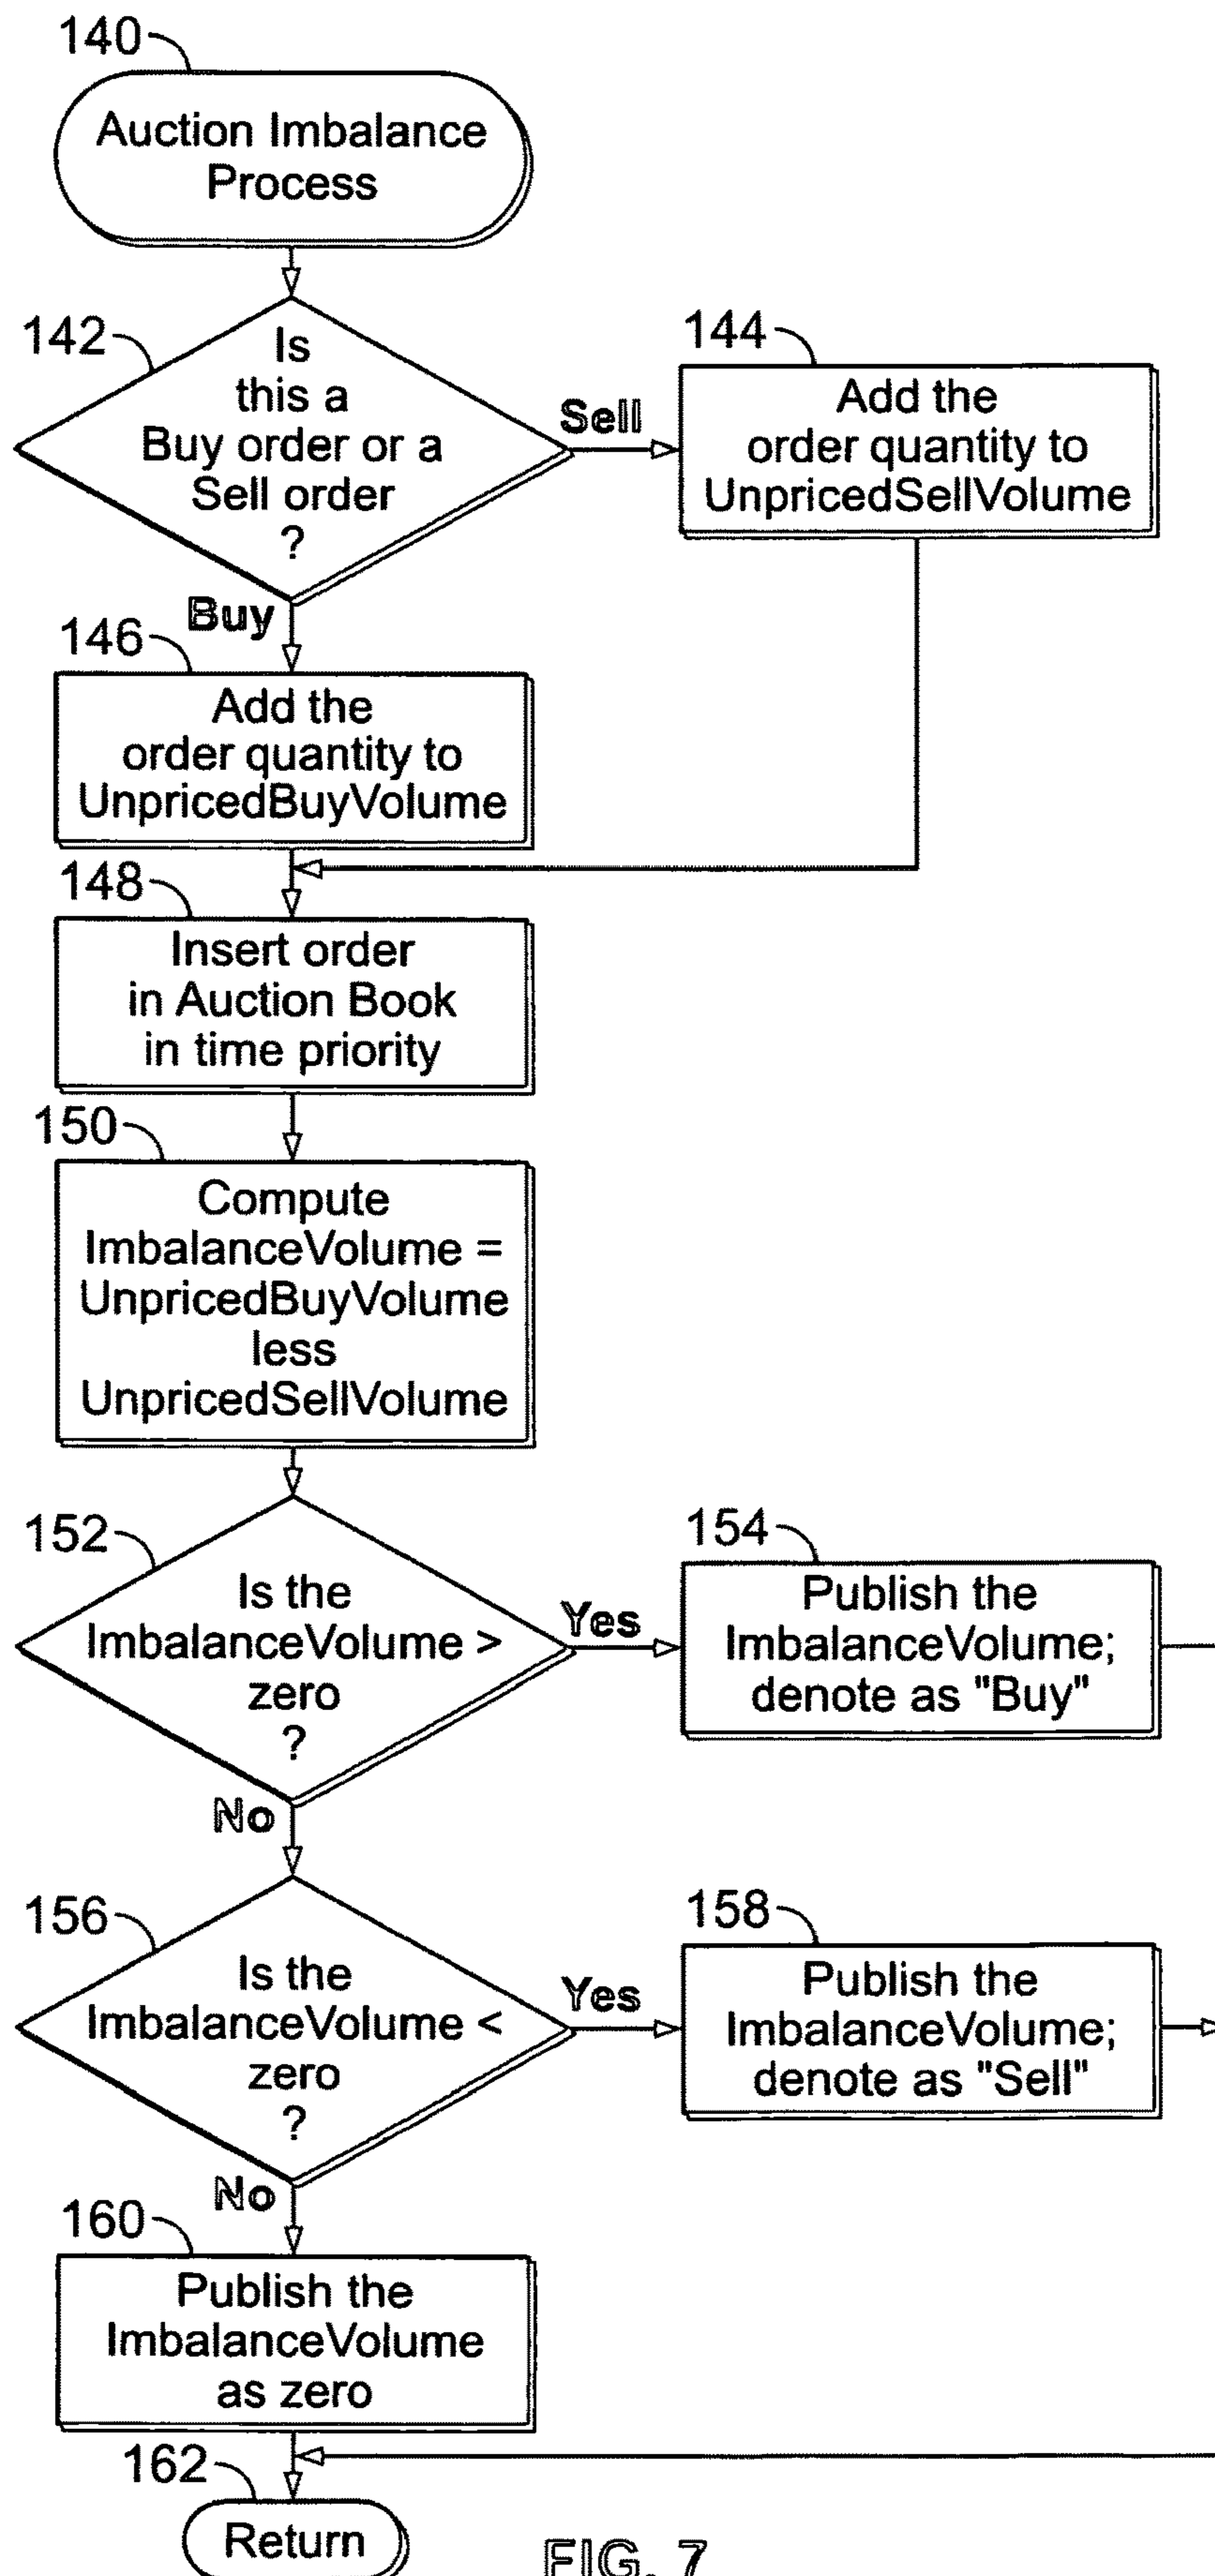 140
Auction Imbalance
Process
142
Is
this a
Buy order or a
Sell order
?
Sell
144
Add the
order quantity to
UnpricedSellVolume
Buy
146
Add the
order quantity to
UnpricedBuyVolume
148
Insert order
in Auction Book
in time priority
150
Compute
ImbalanceVolume =
UnpricedBuyVolume
less
UnpricedSellVolume
152
Is the
ImbalanceVolume >
zero
?
Yes
154
Publish the
ImbalanceVolume;
denote as "Buy"
No
156
Is the
ImbalanceVolume <
zero
?
Yes
158
Publish the
ImbalanceVolume;
denote as "Sell"
No
160
Publish the
ImbalanceVolume
as zero
162
Return
FIG. 7